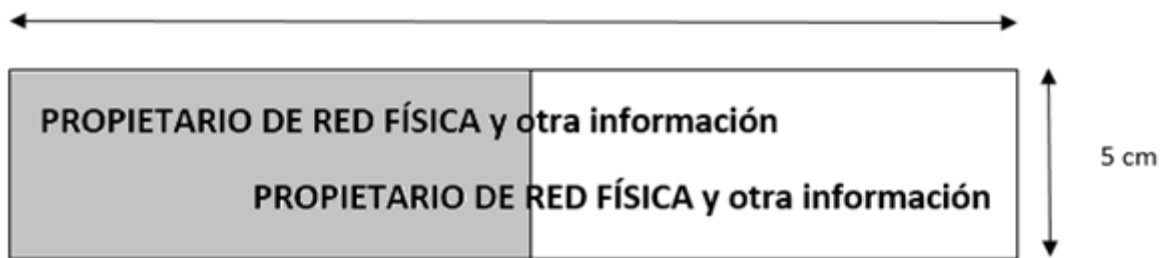 PROPIETARIO DE RED FÍSICA y otra información
5 cm
PROPIETARIO DE RED FÍSICA y otra información